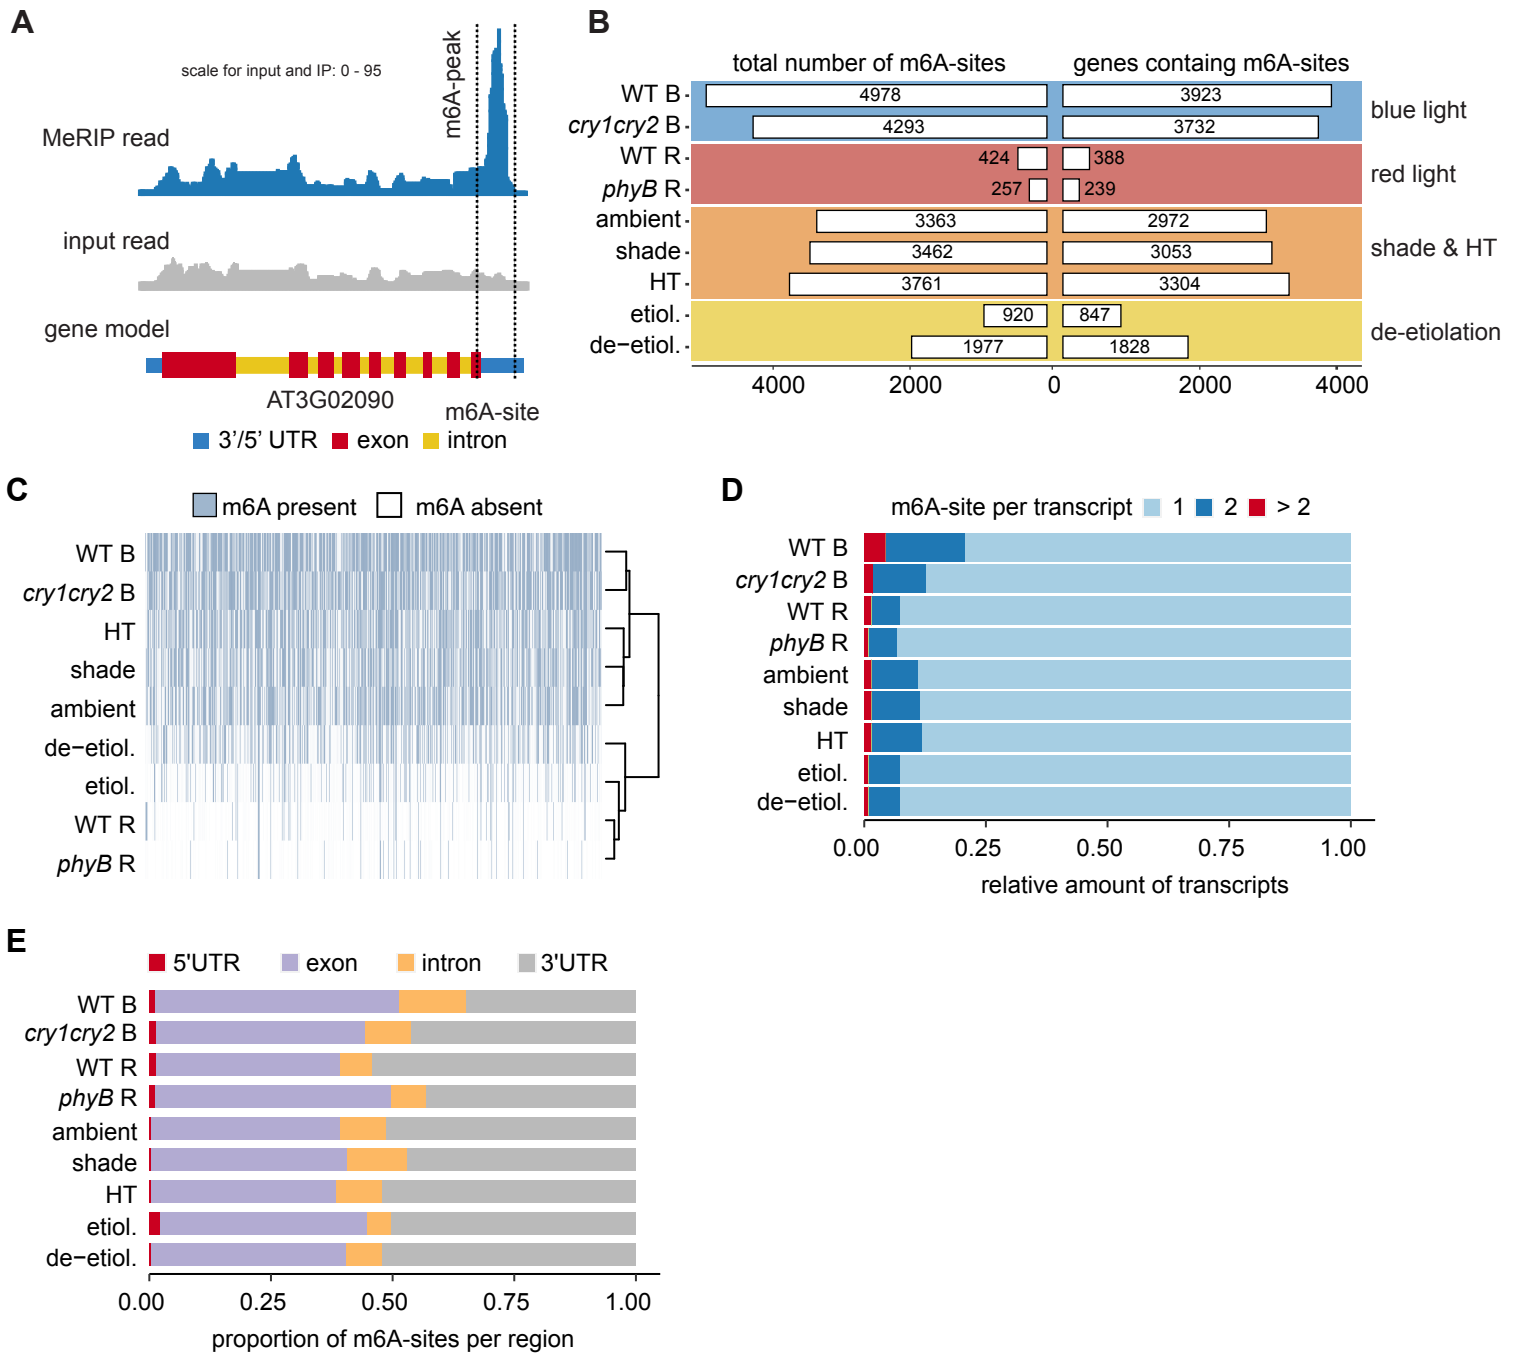 A
scale for input and IP: 0 - 95
m6A-peak
MeRIP read
input read
gene model
AT3G02090
m6A-site
3’/5’ UTR exon intron
B
total number of m6A-sites genes containg m6A-sites
WT B 4978 3923
cry1cry2 B 4293 3732
blue light
WT R 424 388
phyB R 257 239
red light
ambient 3363 2972
shade 3462 3053
HT 3761 3304
shade & HT
etiol. 920 847
de-etiol. 1977 1828
de-etiolation
4000 2000 0 2000 4000
C
m6A present m6A absent
WT B
cry1cry2 B
HT
shade
ambient
de−etiol.
etiol.
WT R
phyB R
D
m6A-site per transcript 1 2 > 2
WT B
cry1cry2 B
WT R
phyB R
ambient
shade
HT
etiol.
de−etiol.
0.00 0.25 0.50 0.75 1.00
relative amount of transcripts
E
5'UTR exon intron 3'UTR
WT B
cry1cry2 B
WT R
phyB R
ambient
shade
HT
etiol.
de−etiol.
0.00 0.25 0.50 0.75 1.00
proportion of m6A-sites per region